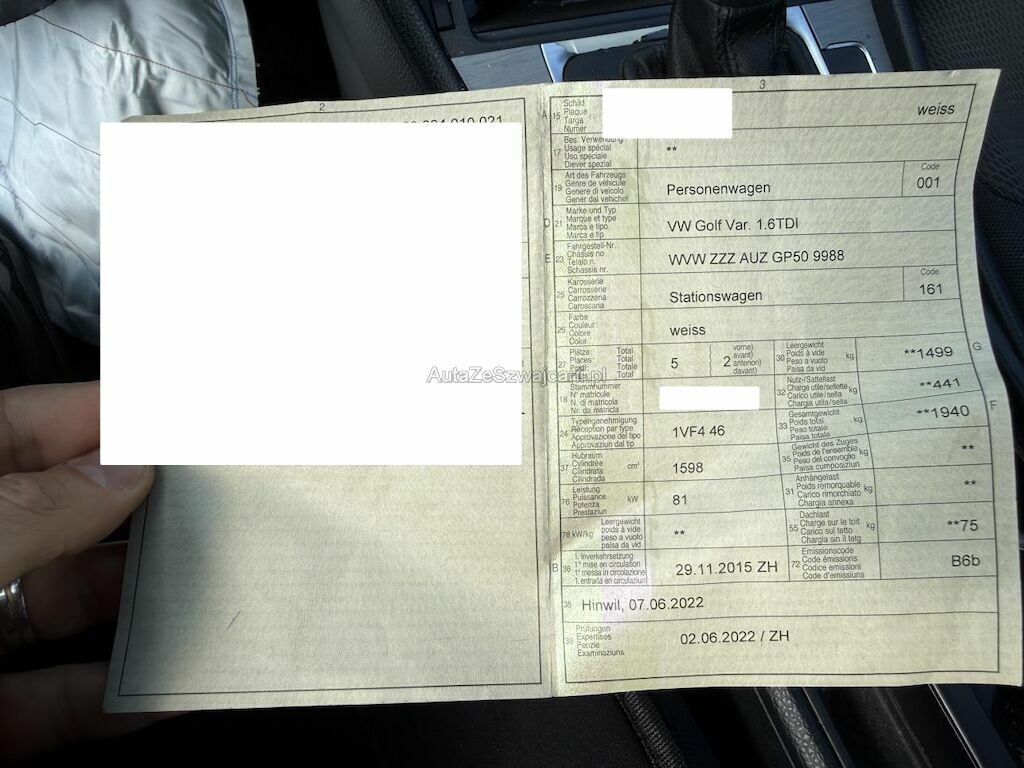 2
010 021
3
A 15 Schild
Plaque
Targa
Numer
weiss
17 Bes. Verwendung
Usage spécial
Uso speciale
Diever spezial
**
19 Art des Fahrzeugs
Genre de véhicule
Genere di veicolo
Gener dal vehichel
Personenwagen
Code
001
D 21 Marke und Typ
Marque et type
Marca e tipo
Marca e tip
VW Golf Var. 1.6TDI
E 23 Fahrgestell-Nr.
Châssis no
Telaio n.
Schassis nr.
WVW ZZZ AUZ GP50 9988
25 Karosserie
Carrosserie
Carrozzeria
Carossaria
Stationswagen
Code
161
26 Farbe
Couleur
Colore
Colur
weiss
27 Plätze: Total
Places: Total
Posti: Totale
Total
5
2
vorne)
avant)
anteriori)
davant)
30 Leergewicht
Poids à vide
Peso a vuoto
Paisa da vid
kg
**1499
G
AutaZeSzwajcarii.pl
18 Stammnummer
N° matricule
N. di matricola
Nr. da matricla
32 Nutz-/Sattellast
Charge utile/sellette
Carico utile/sella
Chargia utila/sella
kg
**441
24 Typengenehmigung
Réception par type
Approvazione del tipo
Approvaziun dal tip
1VF4 46
33 Gesamtgewicht
Poids total
Peso totale
Paisa totala
kg
**1940
F
37 Hubraum
Cylindrée
Cilindrata
Cilindrada
cm³
1598
35 Gewicht des Zuges
Poids de l'ensemble
Peso del convoglio
Paisa cumposiziun
kg
**
76 Leistung
Puissance
Potenza
Prestaziun
kW
81
31 Anhängelast
Poids remorquable
Carico rimorchiato
Chargia annexa
kg
**
78 kW/kg
Leergewicht
poids à vide
peso a vuoto
paisa da vid
**
55 Dachlast
Charge sur le toit
Carico sul tetto
Chargia sin il tetg
kg
**75
B 36 1. Inverkehrsetzung
1re mise en circulation
1a messa in circolazione
1. entrada en circulaziun
29.11.2015 ZH
72 Emissionscode
Code émissions
Codice emissioni
Code d'emissiuns
B6b
38 Hinwil, 07.06.2022
39 Prüfungen
Expertises
Perizie
Examinaziuns
02.06.2022 / ZH